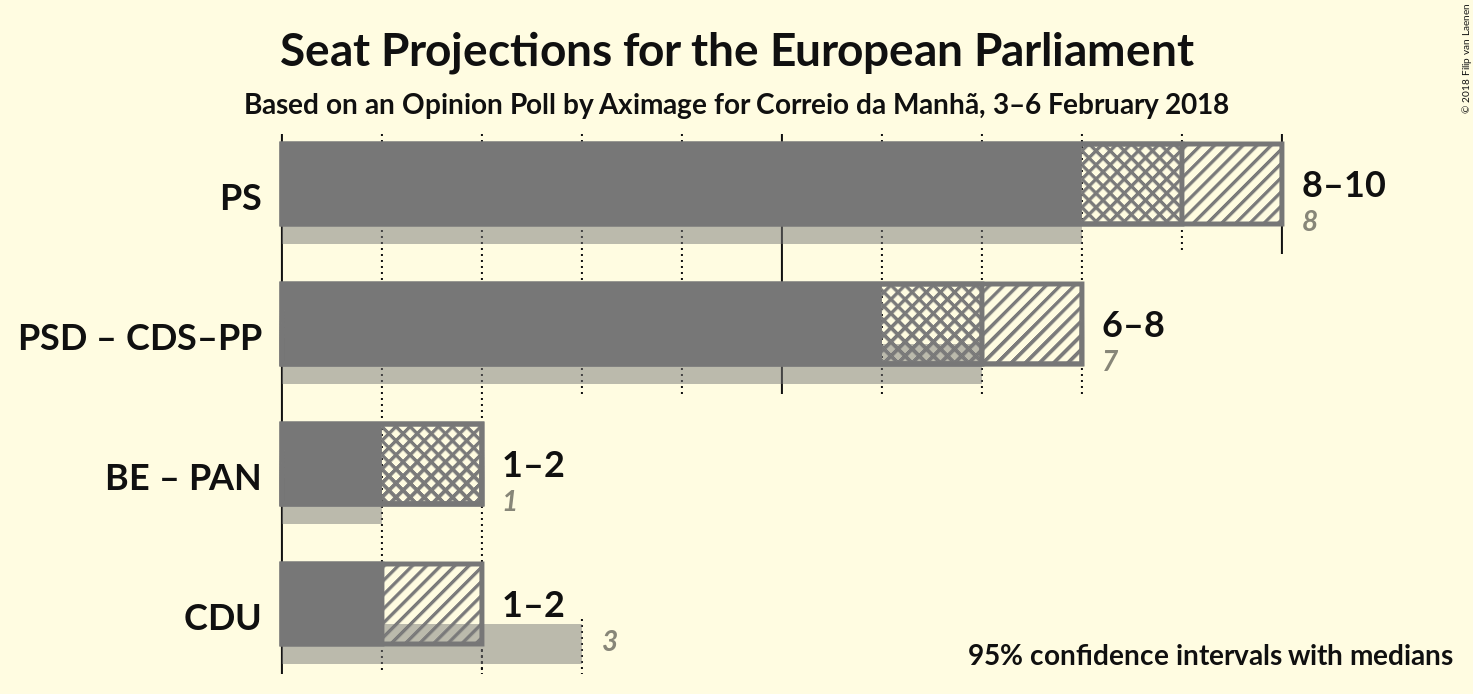 Seat Projections for the European Parliament
Based on an Opinion Poll by Aximage for Correio da Manhã, 3–6 February 2018
© 2018 Filip van Laenen
PS
8–10
8
PSD – CDS–PP
6–8
7
BE – PAN
1–2
1
CDU
1–2
3
95% confidence intervals with medians